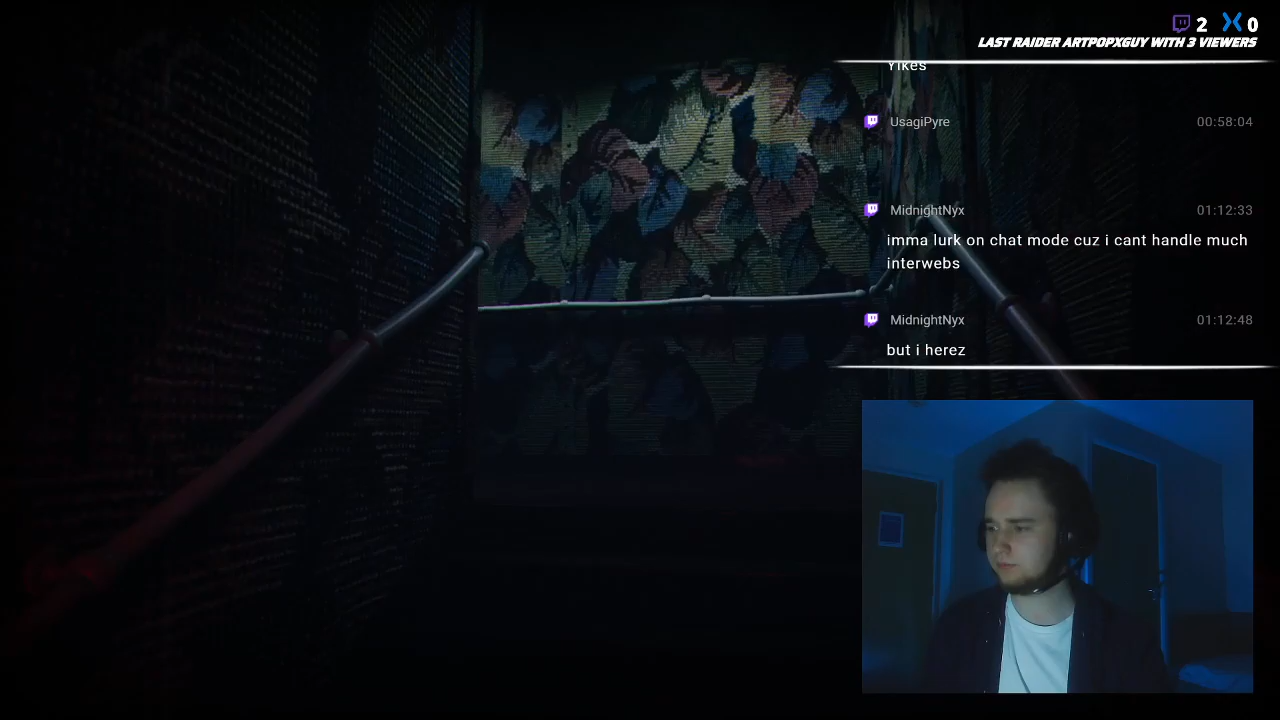 2 0
LAST RAIDER ARTPOPXGUY WITH 3 VIEWERS
Yikes
UsagiPyre 00:58:04
MidnightNyx 01:12:33
imma lurk on chat mode cuz i cant handle much
interwebs
MidnightNyx 01:12:48
but i herez